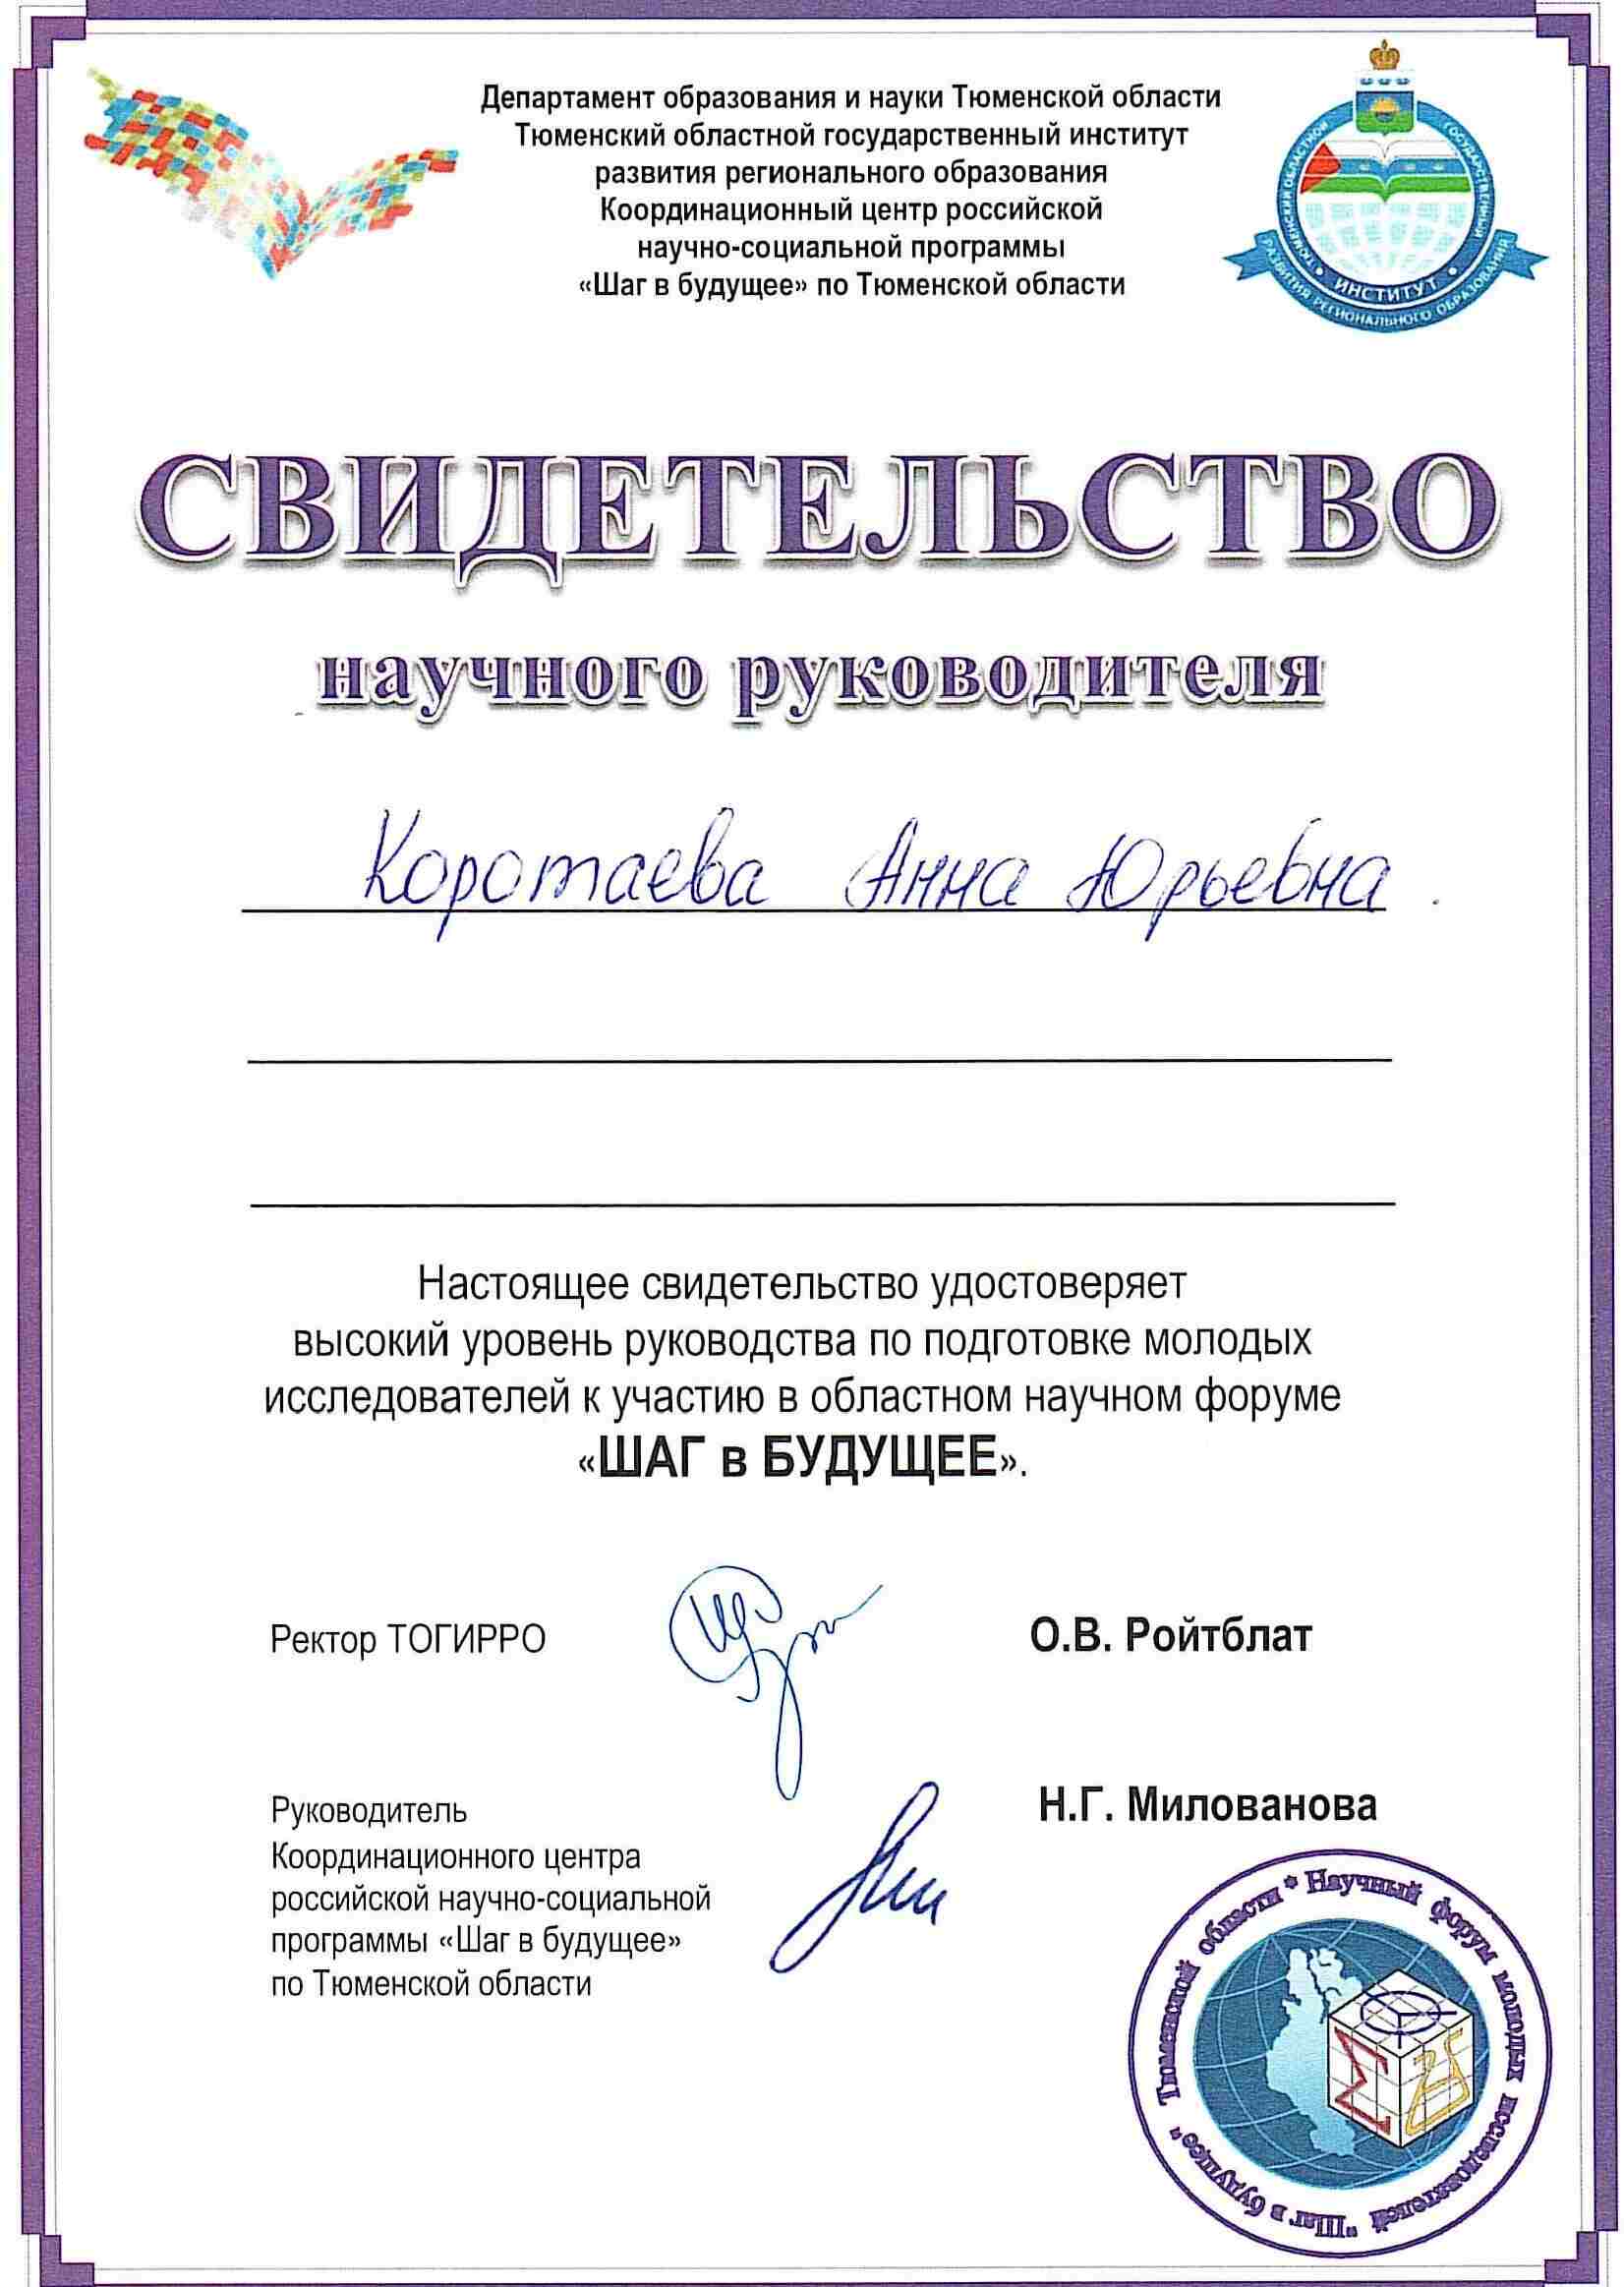 Департамент образования и науки Тюменской области
Тюменский областной государственный институт
развития регионального образования
Координационный центр российской
научно-социальной программы
«Шаг в будущее» по Тюменской области
ТЮМЕНСКИЙ ОБЛАСТНОЙ ГОСУДАРСТВЕННЫЙ
ИНСТИТУТ
РАЗВИТИЯ РЕГИОНАЛЬНОГО ОБРАЗОВАНИЯ
СВИДЕТЕЛЬСТВО
научного руководителя
Коротаева Анна Юрьевна
Настоящее свидетельство удостоверяет
высокий уровень руководства по подготовке молодых
исследователей к участию в областном научном форуме
«ШАГ в БУДУЩЕЕ».
Ректор ТОГИРРО
О.В. Ройтблат
Руководитель
Координационного центра
российской научно-социальной
программы «Шаг в будущее»
по Тюменской области
Н.Г. Милованова
Тюменской области * Научный форум молодых исследователей "Шаг в будущее"